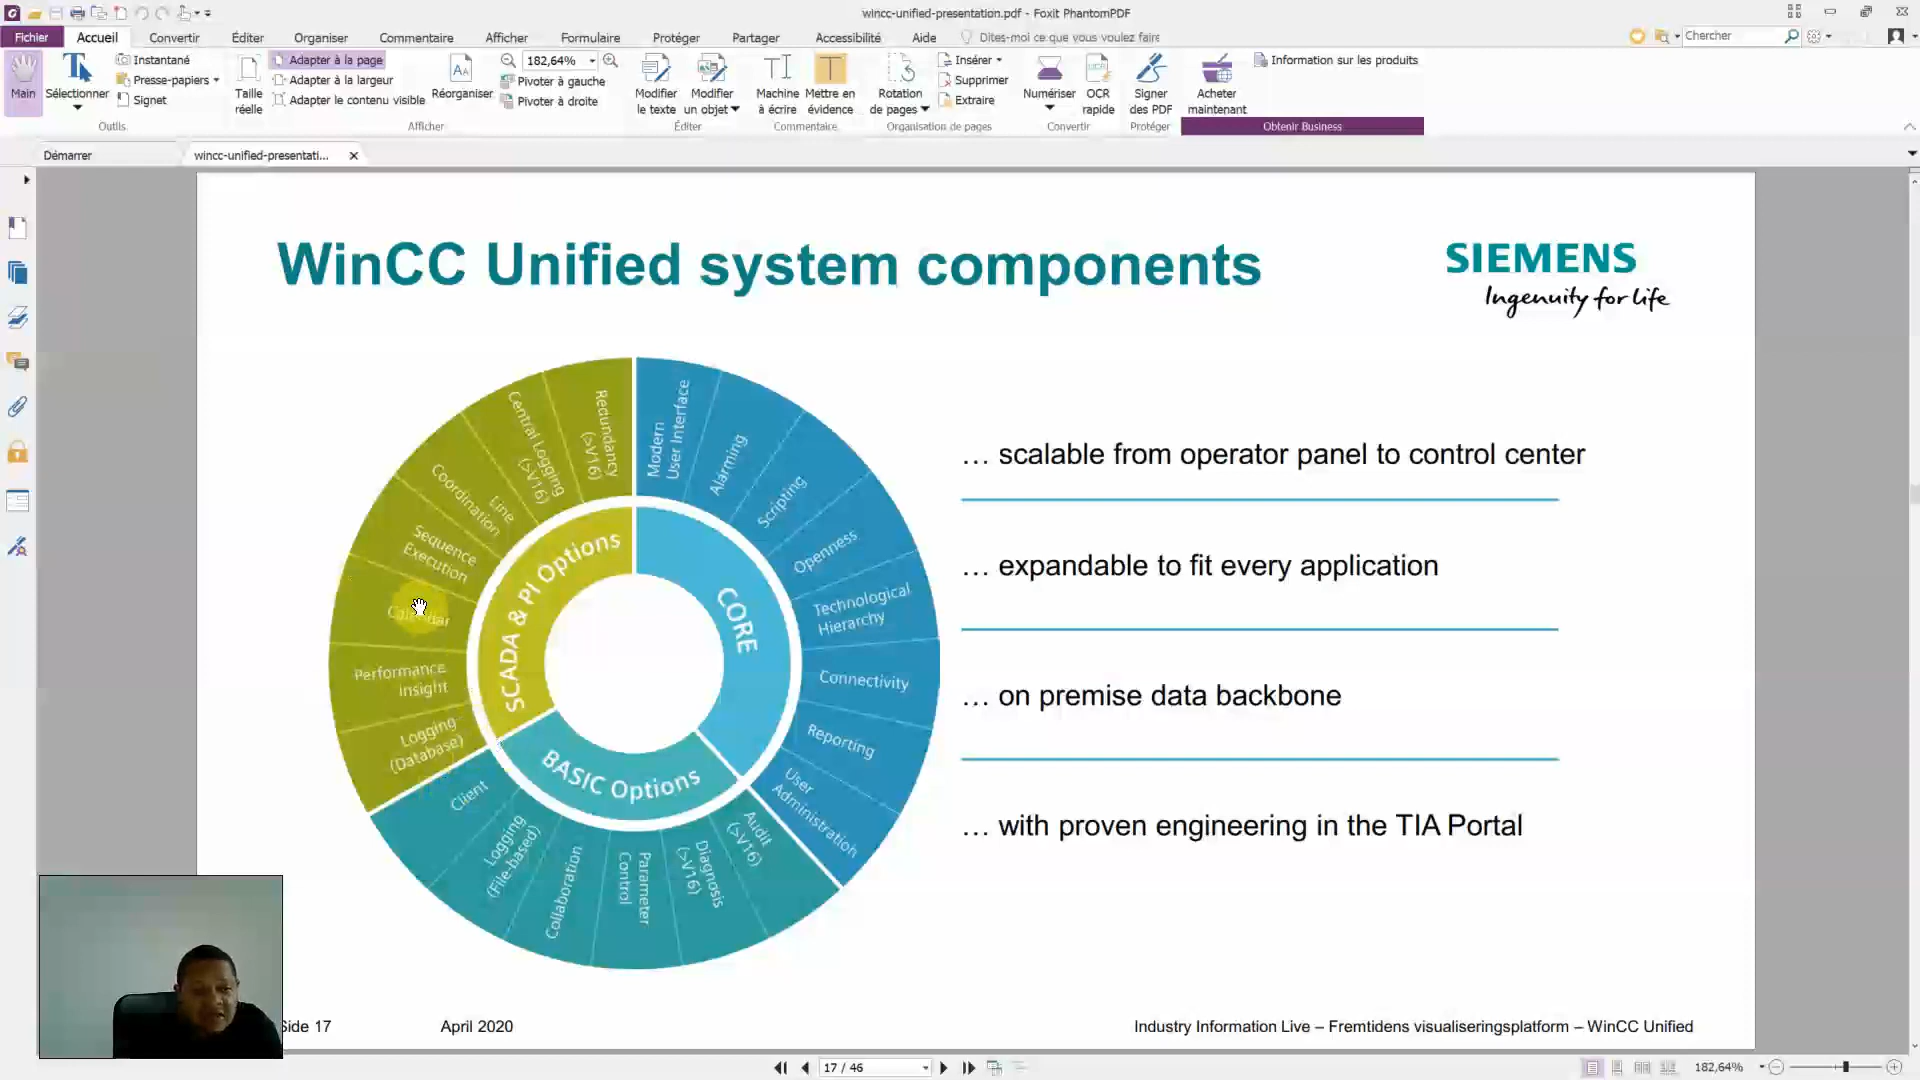 wincc-unified-presentation.pdf - Foxit PhantomPDF
Fichier Accueil Convertir Éditer Organiser Commentaire Afficher Formulaire Protéger Partager Accessibilité Aide Dites-moi ce que vous voulez faire Chercher
Main
Sélectionner
Instantané
Presse-papiers
Signet
Outils
Taille
réelle
Adapter à la page
Adapter à la largeur
Adapter le contenu visible
Réorganiser
182,64%
Pivoter à gauche
Pivoter à droite
Afficher
Modifier
le texte
Modifier
un objet
Éditer
Machine
à écrire
Mettre en
évidence
Commentaire
Rotation
de pages
Insérer
Supprimer
Extraire
Organisation de pages
Numériser
OCR
rapide
Convertir
Signer
des PDF
Protéger
Acheter
maintenant
Information sur les produits
Obtenir Business
Démarrer
wincc-unified-presentati...
WinCC Unified system components
SIEMENS
Ingenuity for life
Redundancy
(>V16)
Central Logging
(>V16)
Line
Coordination
Sequence
Execution
Calendar
Performance
insight
Logging
(Database)
SCADA & PI Options
Modern
User Interface
Alarming
Scripting
Openness
Technological
Hierarchy
Connectivity
Reporting
User
Administration
CORE
BASIC Options
Client
Logging
(File-based)
Collaboration
Parameter
Control
Diagnosis
(>V16)
Audit
(>V16)
… scalable from operator panel to control center
… expandable to fit every application
… on premise data backbone
… with proven engineering in the TIA Portal
Side 17
April 2020
Industry Information Live – Fremtidens visualiseringsplatform – WinCC Unified
17 / 46
182,64%